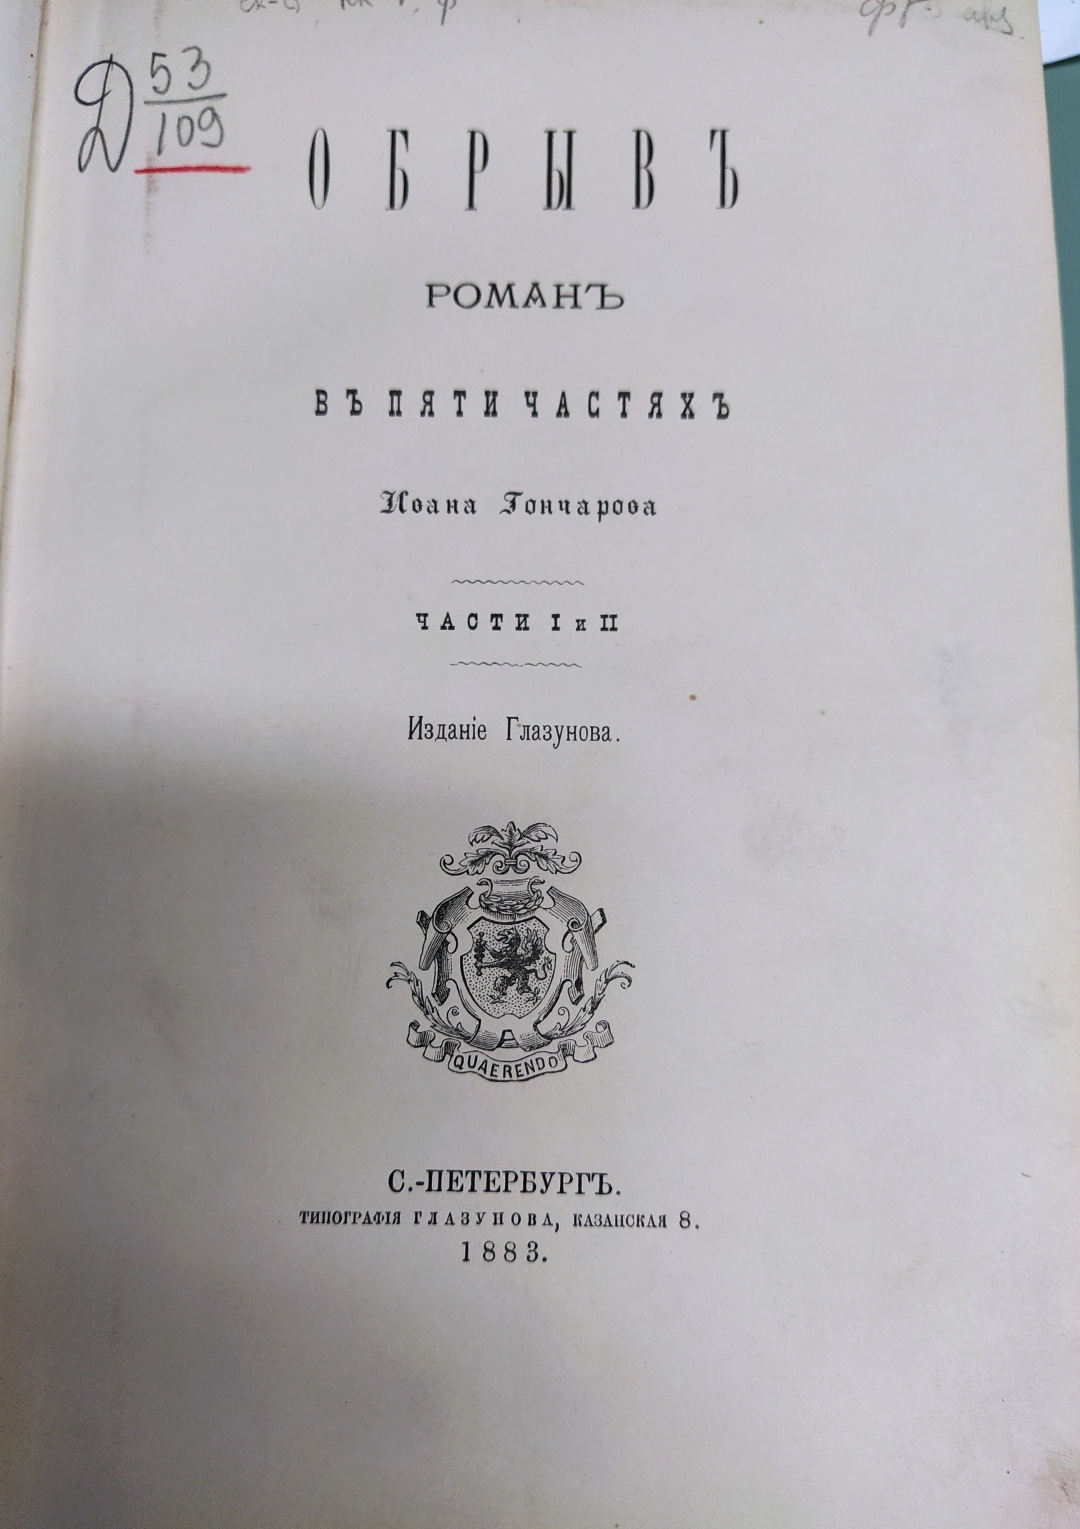 Д 53
109
ОБРЫВЪ
РОМАНЪ
ВЪ ПЯТИ ЧАСТЯХЪ
Ивана Гончарова
ЧАСТИ I и II
Изданіе Глазунова.
QUAERENDO
С.-ПЕТЕРБУРГЪ.
ТИПОГРАФІЯ ГЛАЗУНОВА, КАЗАНСКАЯ 8.
1883.